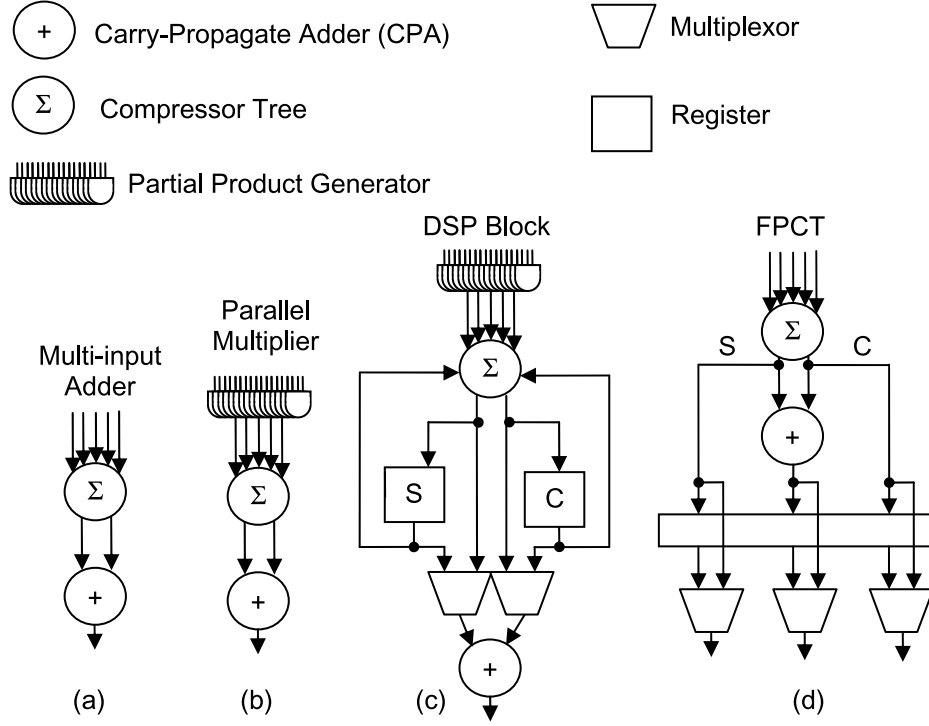 + Carry-Propagate Adder (CPA)
Multiplexor
Σ Compressor Tree
Register
Partial Product Generator
DSP Block
FPCT
Parallel
Multiplier
Multi-input
Adder
Σ
S C
Σ
Σ
Σ
+
S
C
+
+
+
(a)
(b)
(c)
(d)